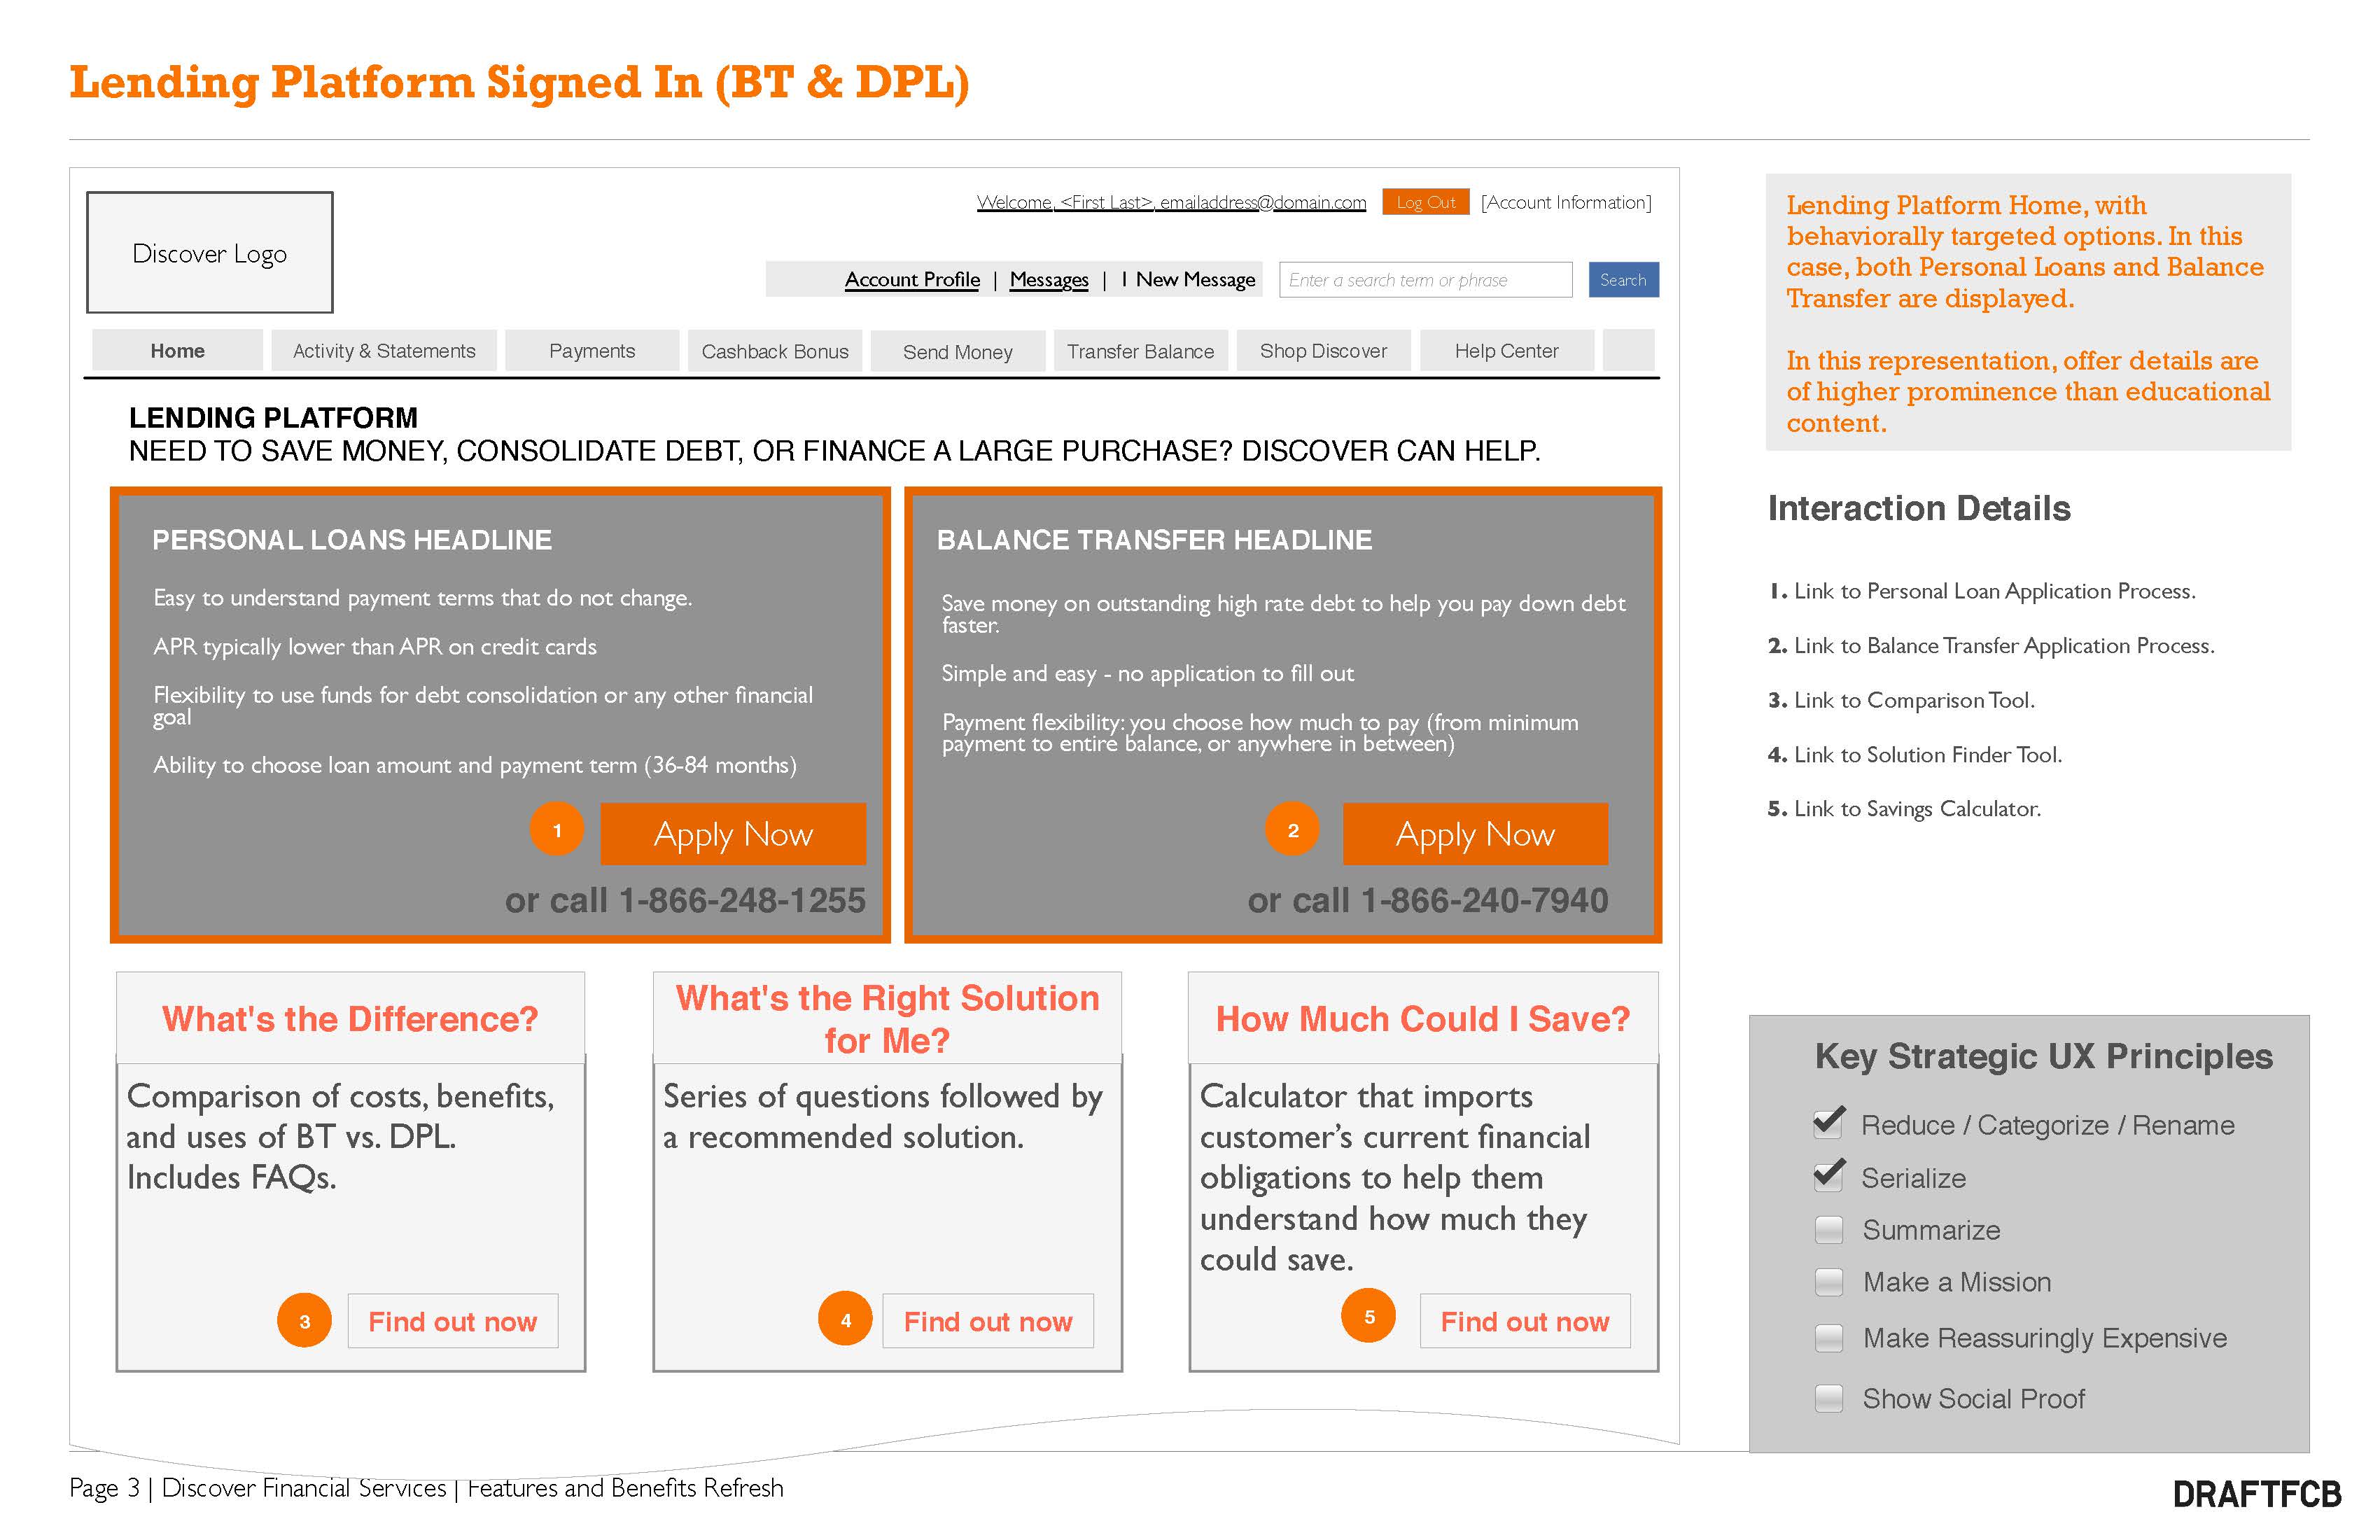 Lending Platform Signed In (BT & DPL)
Discover Logo
Welcome, <First Last>, emailaddress@domain.com
Log Out
[Account Information]
Account Profile | Messages | 1 New Message
Enter a search term or phrase
Search
Home
Activity & Statements
Payments
Cashback Bonus
Send Money
Transfer Balance
Shop Discover
Help Center
LENDING PLATFORM
NEED TO SAVE MONEY, CONSOLIDATE DEBT, OR FINANCE A LARGE PURCHASE? DISCOVER CAN HELP.
PERSONAL LOANS HEADLINE
Easy to understand payment terms that do not change.
APR typically lower than APR on credit cards
Flexibility to use funds for debt consolidation or any other financial
goal
Ability to choose loan amount and payment term (36-84 months)
1
Apply Now
or call 1-866-248-1255
BALANCE TRANSFER HEADLINE
Save money on outstanding high rate debt to help you pay down debt
faster.
Simple and easy - no application to fill out
Payment flexibility: you choose how much to pay (from minimum
payment to entire balance, or anywhere in between)
2
Apply Now
or call 1-866-240-7940
What's the Difference?
Comparison of costs, benefits,
and uses of BT vs. DPL.
Includes FAQs.
3
Find out now
What's the Right Solution
for Me?
Series of questions followed by
a recommended solution.
4
Find out now
How Much Could I Save?
Calculator that imports
customer's current financial
obligations to help them
understand how much they
could save.
5
Find out now
Lending Platform Home, with
behaviorally targeted options. In this
case, both Personal Loans and Balance
Transfer are displayed.
In this representation, offer details are
of higher prominence than educational
content.
Interaction Details
1. Link to Personal Loan Application Process.
2. Link to Balance Transfer Application Process.
3. Link to Comparison Tool.
4. Link to Solution Finder Tool.
5. Link to Savings Calculator.
Key Strategic UX Principles
Reduce / Categorize / Rename
Serialize
Summarize
Make a Mission
Make Reassuringly Expensive
Show Social Proof
Page 3 | Discover Financial Services | Features and Benefits Refresh
DRAFTFCB